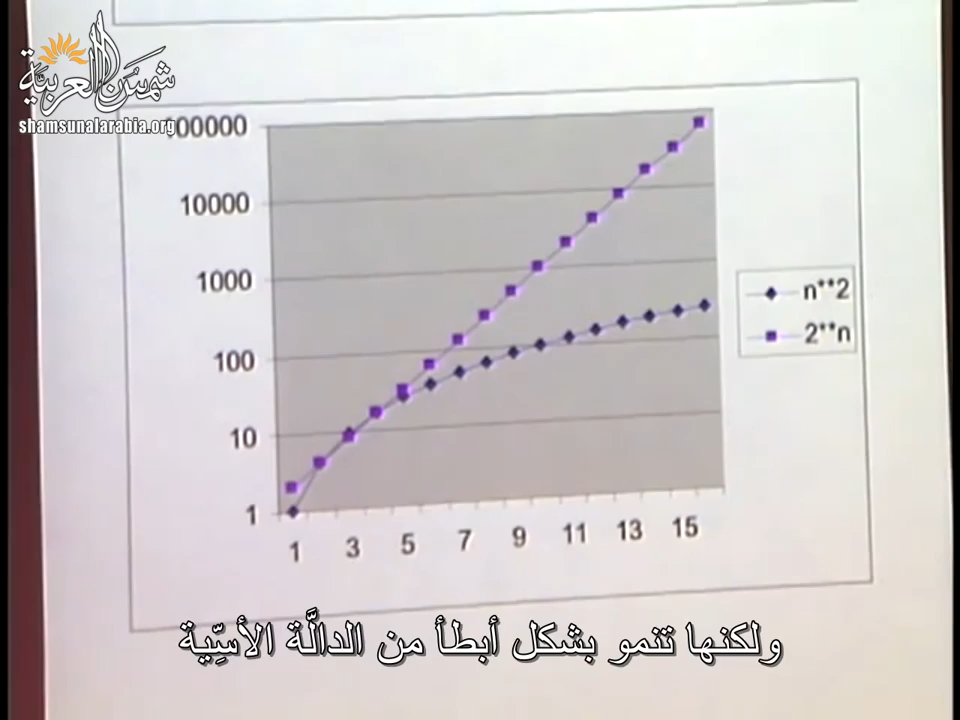 شمس العربية
shamsunalarabia.org
100000
10000
1000
100
10
1
1 3 5 7 9 11 13 15
n**2
2**n
ولكنها تنمو بشكل أبطأ من الدالَّة الأسِّية